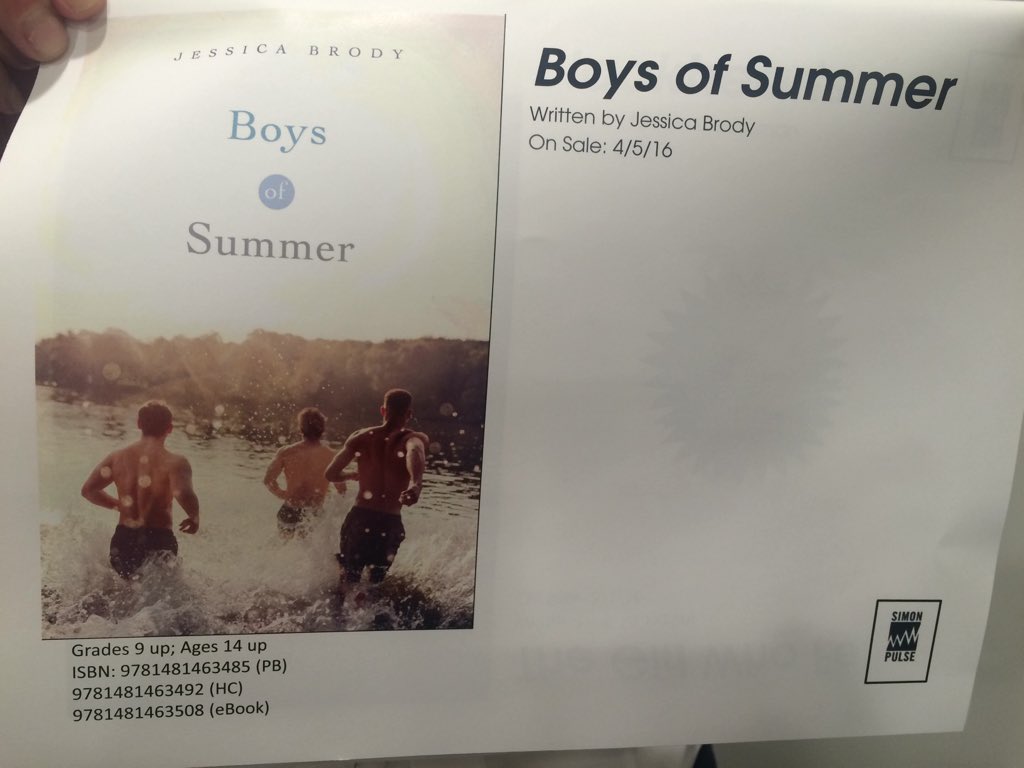 JESSICA BRODY
Boys
of
Summer
Grades 9 up; Ages 14 up
ISBN: 9781481463485 (PB)
9781481463492 (HC)
9781481463508 (eBook)
Boys of Summer
Written by Jessica Brody
On Sale: 4/5/16
SIMON
PULSE